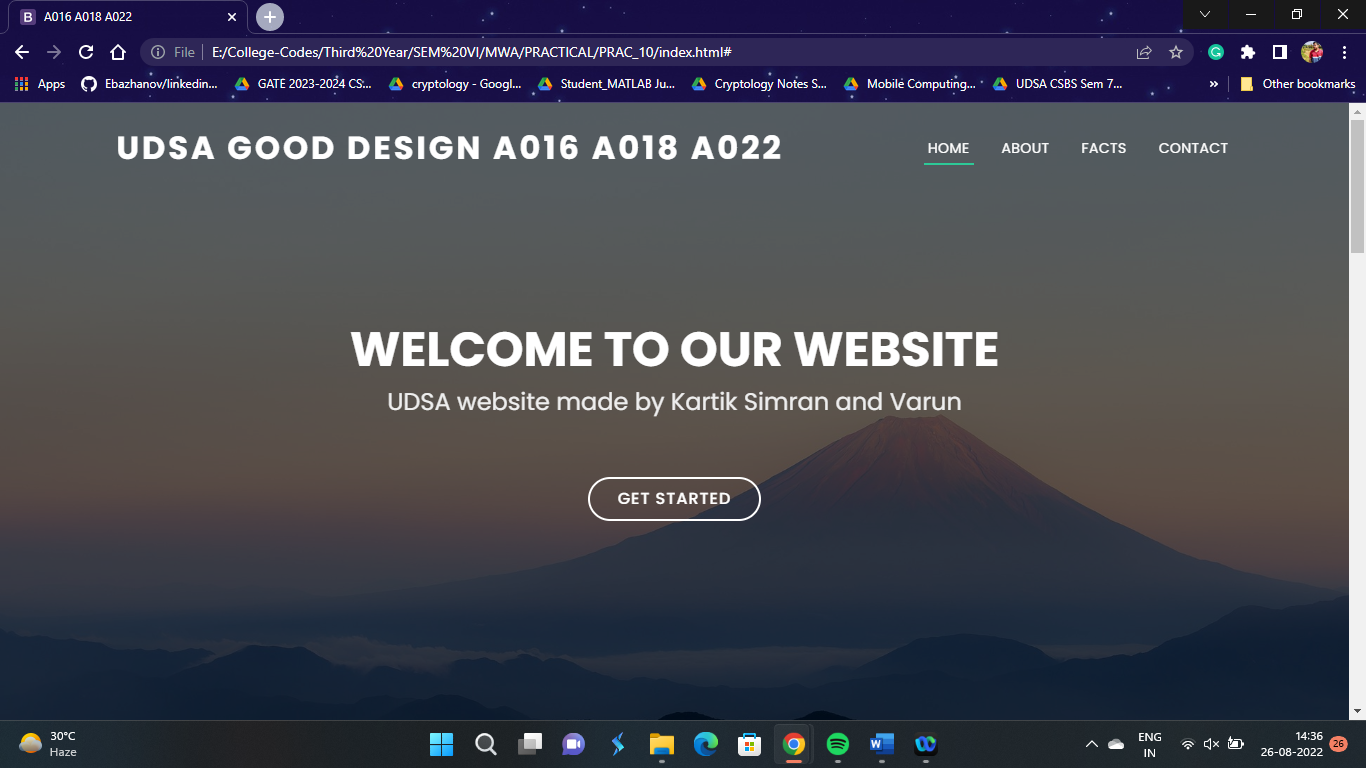 A016 A018 A022
File
E:/College-Codes/Third%20Year/SEM%20VI/MWA/PRACTICAL/PRAC_10/index.html#
Apps
Ebazhanov/linkedin...
GATE 2023-2024 CS:...
cryptology - Googl...
Student_MATLAB Ju...
Cryptology Notes S...
Mobile Computing...
UDSA CSBS Sem 7...
»
Other bookmarks
UDSA GOOD DESIGN A016 A018 A022
HOME
ABOUT
FACTS
CONTACT
WELCOME TO OUR WEBSITE
UDSA website made by Kartik Simran and Varun
GET STARTED
30°C
Haze
ENG
IN
14:36
26-08-2022
26